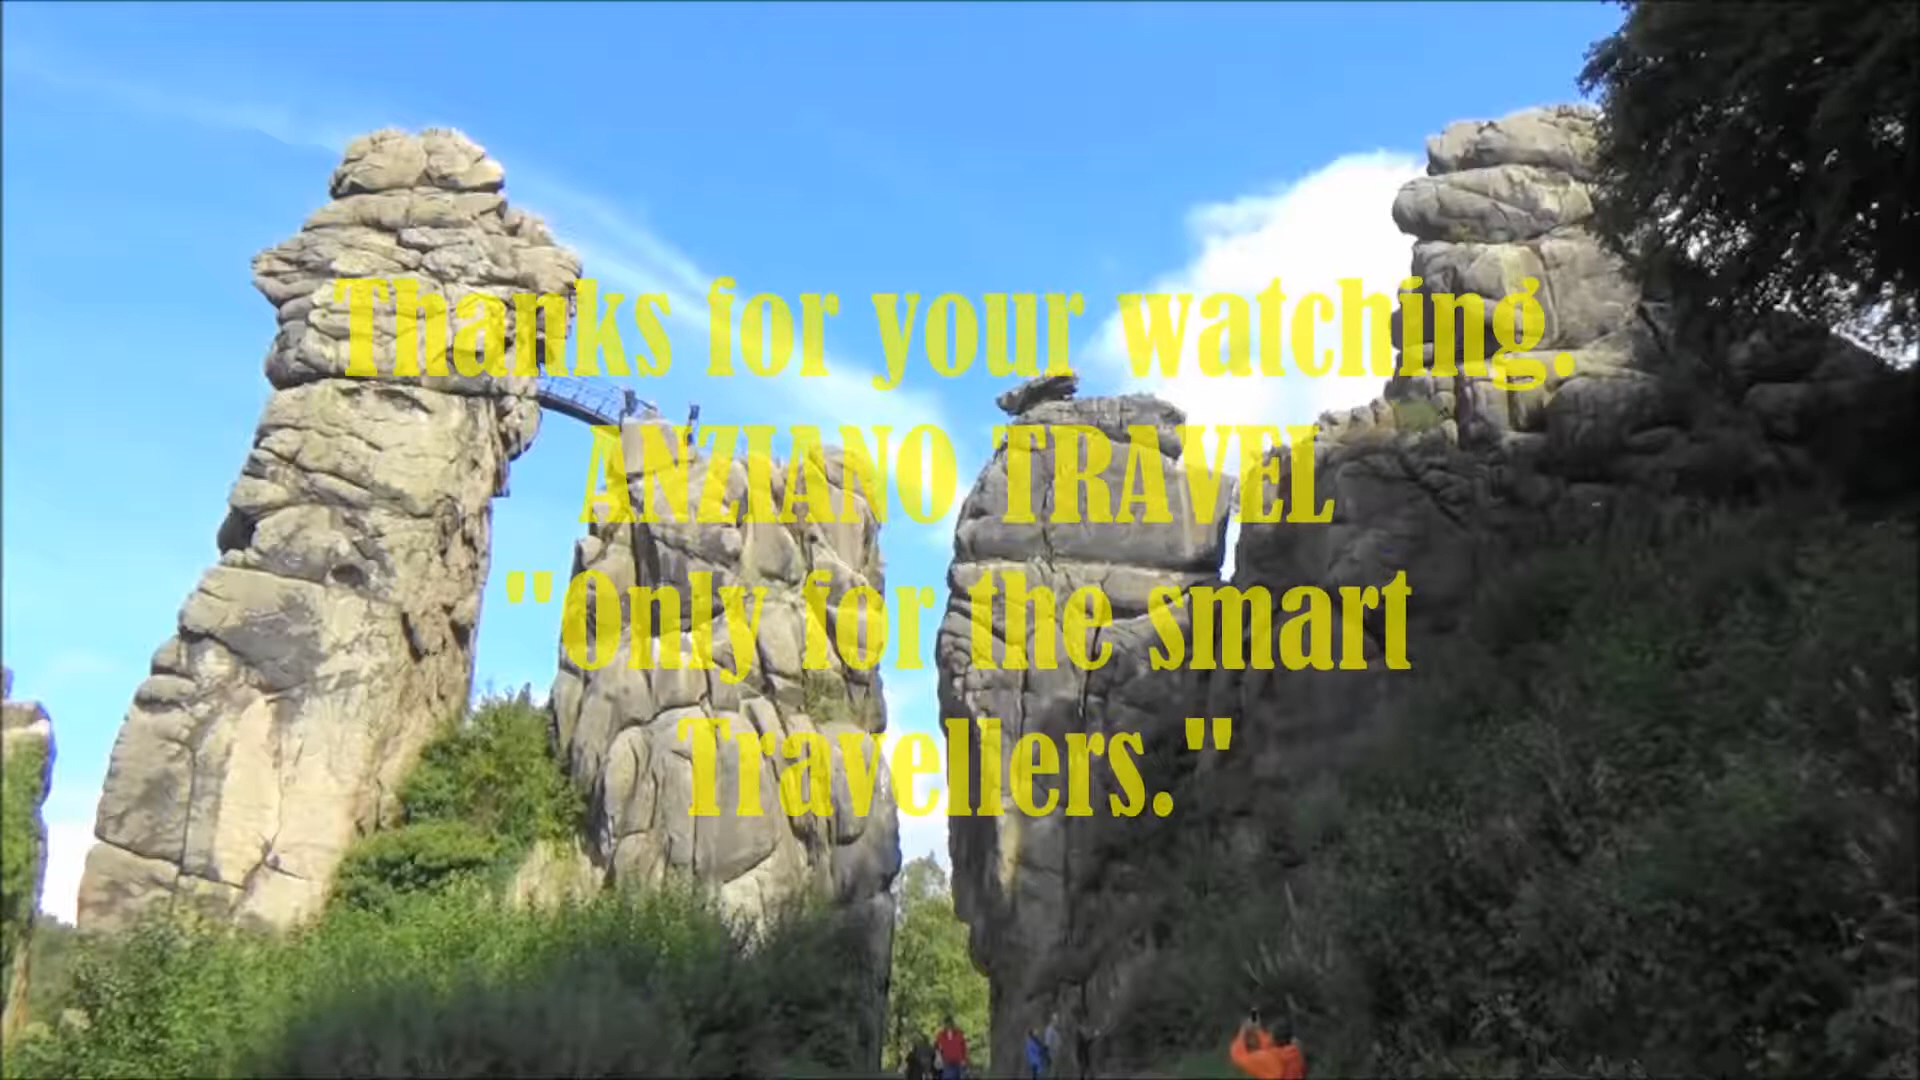 Thanks for your watching.
ANZIANO TRAVEL
"Only for the smart
Travellers."